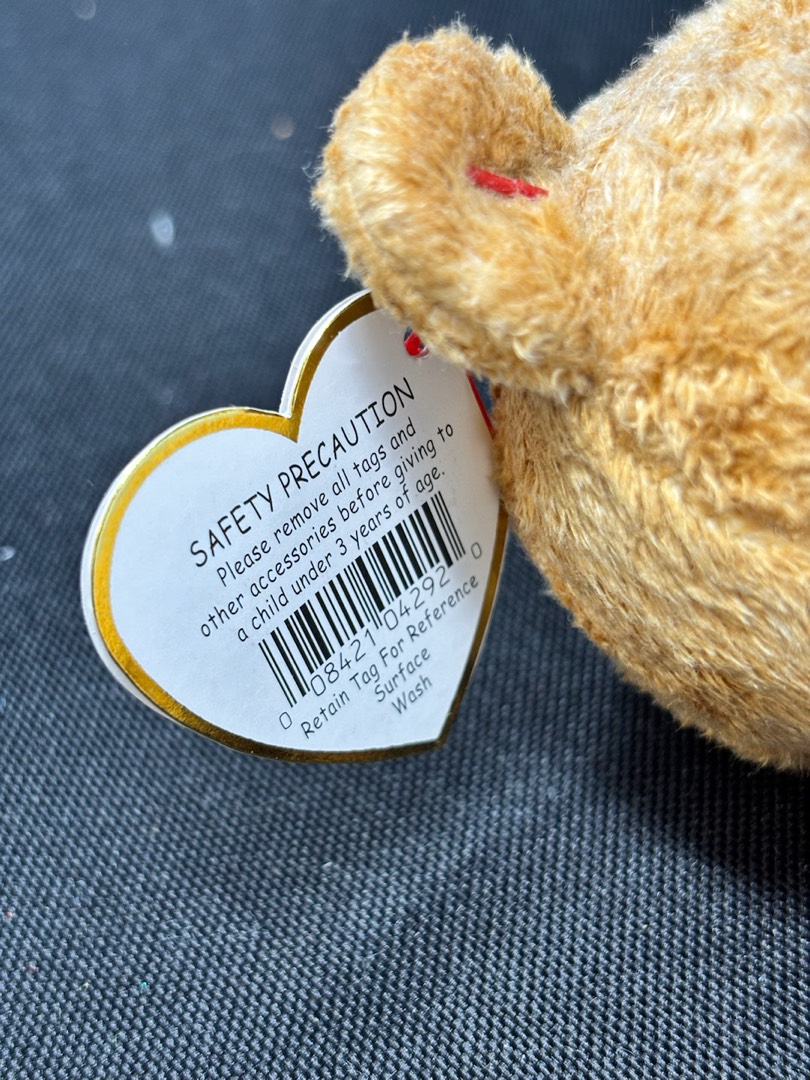 SAFETY PRECAUTION
Please remove all tags and
other accessories before giving to
a child under 3 years of age.
0 08421 04292 0
Retain Tag For Reference
Surface
Wash